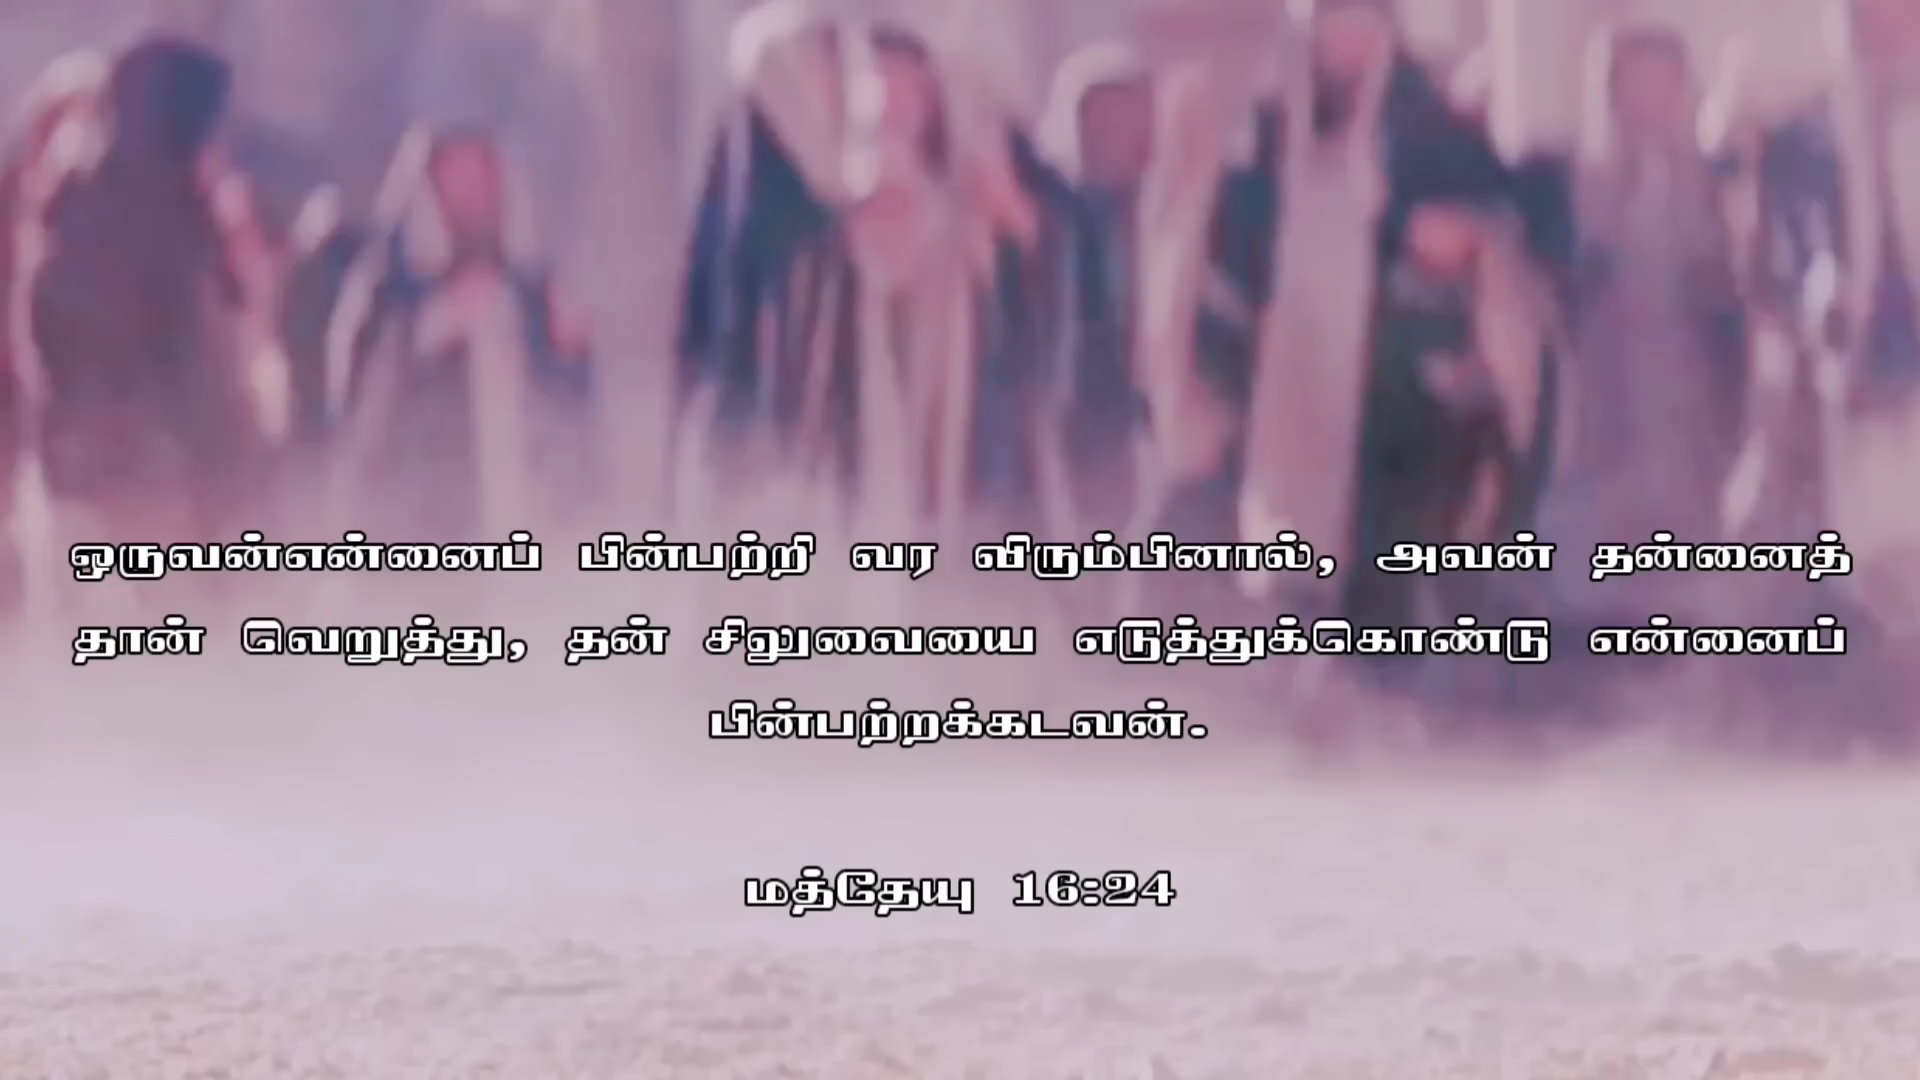 ஒருவன்என்னைப் பின்பற்றி வர விரும்பினால், அவன் தன்னைத்
தான் வெறுத்து, தன் சிலுவையை எடுத்துக்கொண்டு என்னைப்
பின்பற்றக்கடவன்.
மத்தேயு 16:24